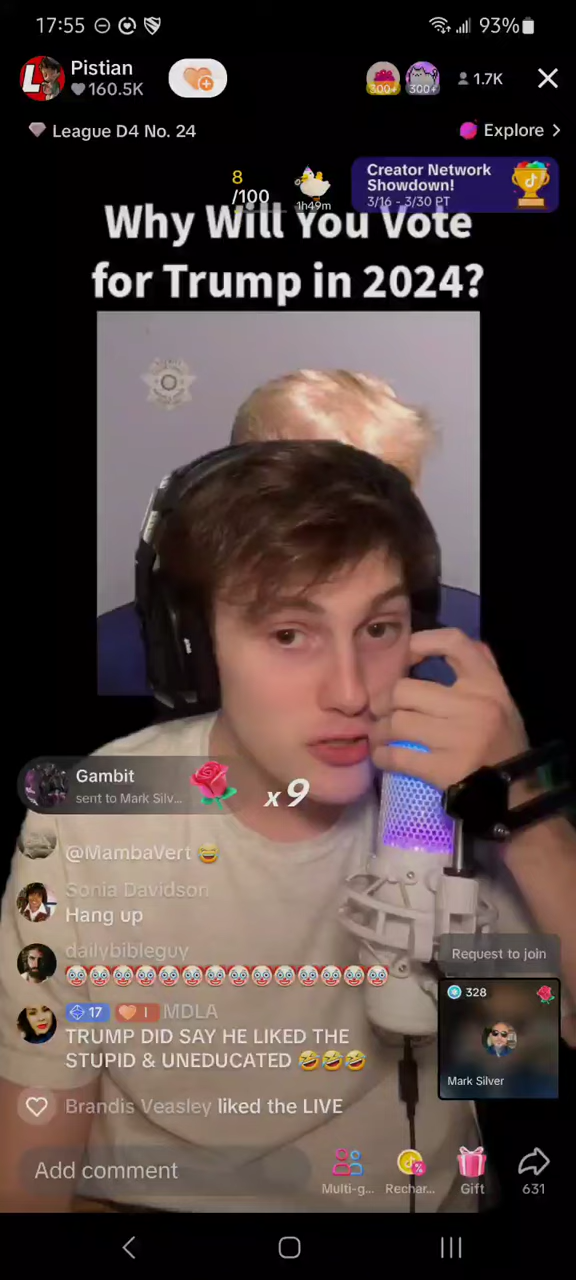 17:55
93%
Pistian
160.5K
300+
300+
1.7K
League D4 No. 24
Explore >
8
/100
1h49m
Creator Network
Showdown!
3/16 - 3/30 PT
Why Will You Vote
for Trump in 2024?
Gambit
sent to Mark Silv...
x9
@MambaVert 😄
Sonia Davidson
Hang up
dailybibleguy
🤡🤡🤡🤡🤡🤡🤡🤡🤡🤡🤡🤡🤡🤡
17
I
MDLA
TRUMP DID SAY HE LIKED THE
STUPID & UNEDUCATED 🤣🤣🤣
Brandis Veasley liked the LIVE
Request to join
328
Mark Silver
Add comment
Multi-g...
Rechar...
Gift
631